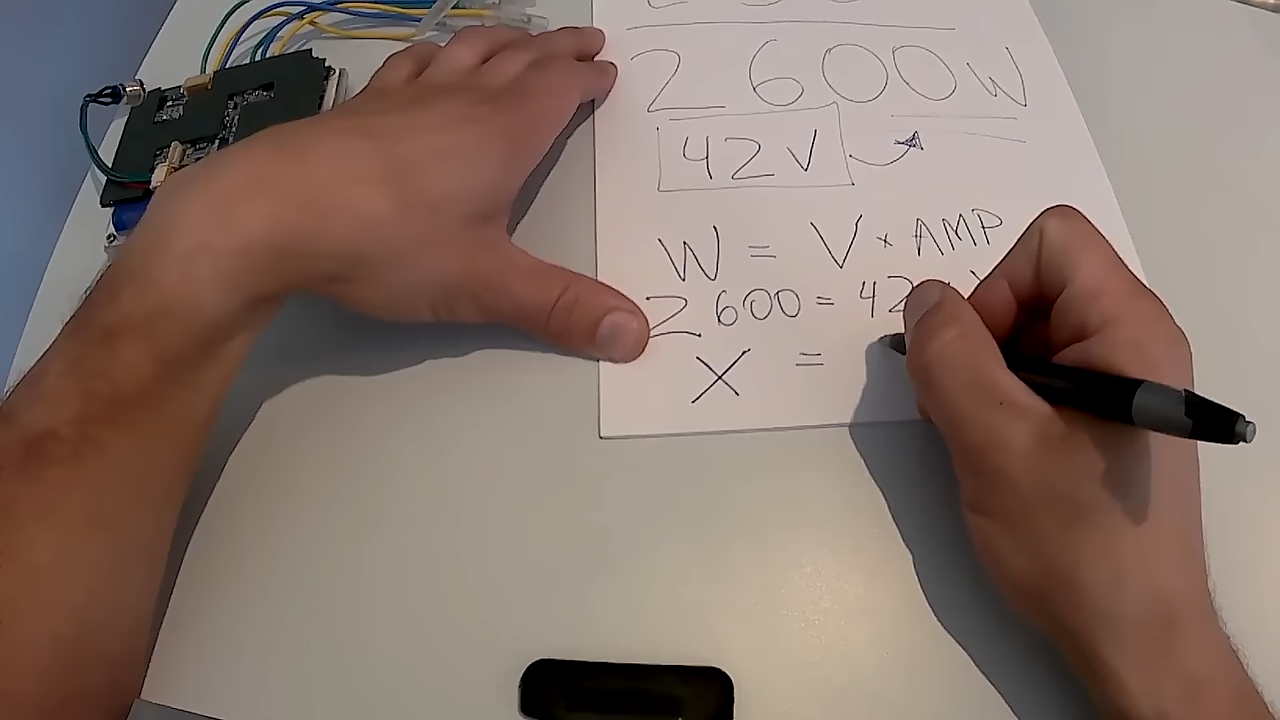 2600W
42V
W = V x AMP
2600 = 42
X =